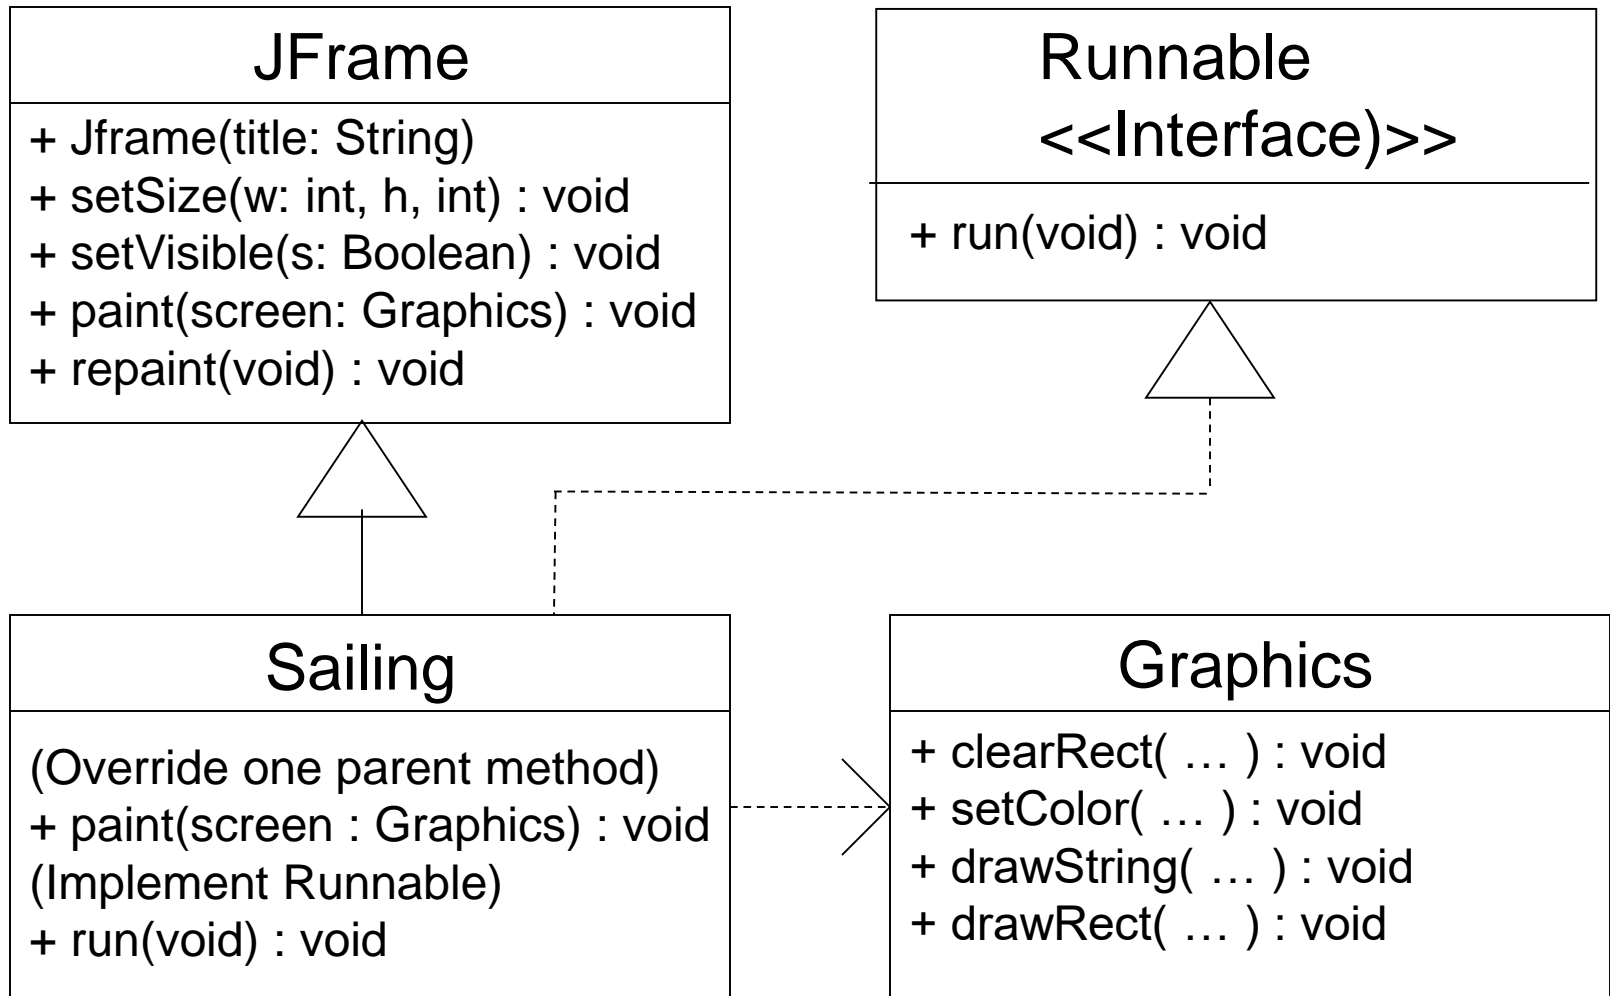 JFrame
+ Jframe(title: String)
+ setSize(w: int, h, int) : void
+ setVisible(s: Boolean) : void
+ paint(screen: Graphics) : void
+ repaint(void) : void
Runnable
<<Interface)>>
+ run(void) : void
Sailing
(Override one parent method)
+ paint(screen : Graphics) : void
(Implement Runnable)
+ run(void) : void
Graphics
+ clearRect( … ) : void
+ setColor( … ) : void
+ drawString( … ) : void
+ drawRect( … ) : void